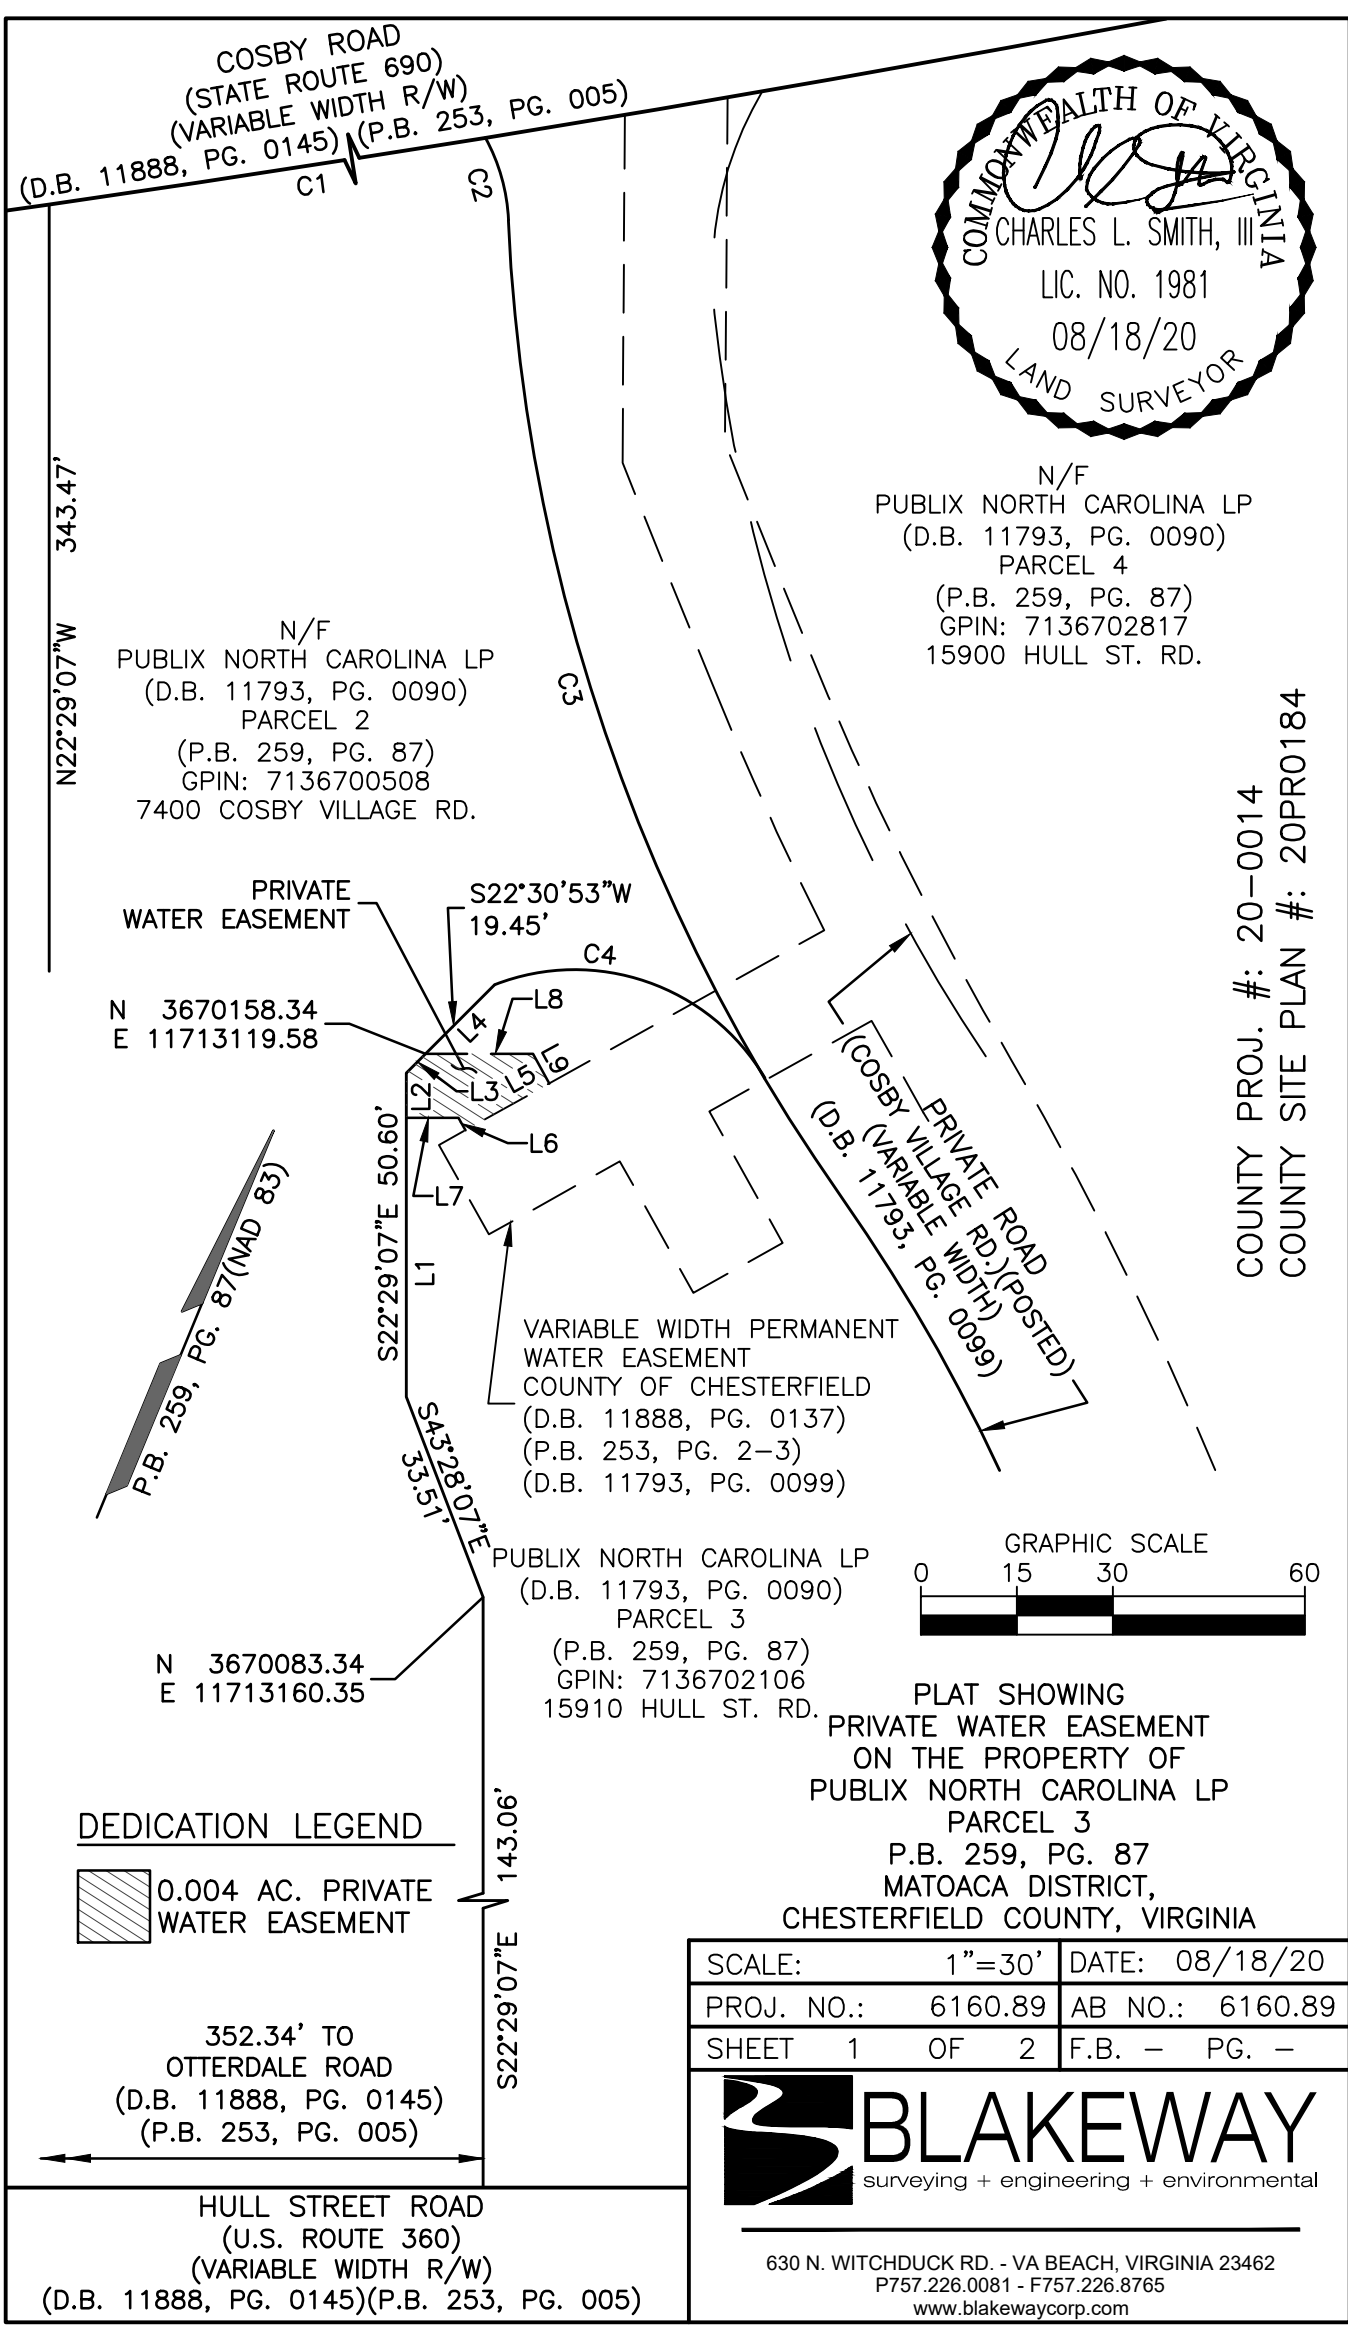 COSBY ROAD
(STATE ROUTE 690)
(VARIABLE WIDTH R/W)
(D.B. 11888, PG. 0145) (P.B. 253, PG. 005)
C1
C2
COMMONWEALTH OF VIRGINIA
CHARLES L. SMITH, III
LIC. NO. 1981
08/18/20
LAND SURVEYOR
N22°29'07"W 343.47'
N/F
PUBLIX NORTH CAROLINA LP
(D.B. 11793, PG. 0090)
PARCEL 4
(P.B. 259, PG. 87)
GPIN: 7136702817
15900 HULL ST. RD.
N/F
PUBLIX NORTH CAROLINA LP
(D.B. 11793, PG. 0090)
PARCEL 2
(P.B. 259, PG. 87)
GPIN: 7136700508
7400 COSBY VILLAGE RD.
C3
COUNTY PROJ. #: 20-0014
COUNTY SITE PLAN #: 20PR0184
PRIVATE
WATER EASEMENT
S22°30'53"W
19.45'
C4
N 3670158.34
E 11713119.58
L8
L4
L9
L5
L3
L2
L6
L7
L1
S22°29'07"E 50.60'
PRIVATE ROAD
(COSBY VILLAGE RD.)(POSTED)
(VARIABLE WIDTH)
(D.B. 11793, PG. 0099)
P.B. 259, PG. 87(NAD 83)
VARIABLE WIDTH PERMANENT
WATER EASEMENT
COUNTY OF CHESTERFIELD
(D.B. 11888, PG. 0137)
(P.B. 253, PG. 2-3)
(D.B. 11793, PG. 0099)
S43°28'07"E
33.51'
PUBLIX NORTH CAROLINA LP
(D.B. 11793, PG. 0090)
PARCEL 3
(P.B. 259, PG. 87)
GPIN: 7136702106
15910 HULL ST. RD.
GRAPHIC SCALE
0 15 30 60
N 3670083.34
E 11713160.35
PLAT SHOWING
PRIVATE WATER EASEMENT
ON THE PROPERTY OF
PUBLIX NORTH CAROLINA LP
PARCEL 3
P.B. 259, PG. 87
MATOACA DISTRICT,
CHESTERFIELD COUNTY, VIRGINIA
DEDICATION LEGEND
0.004 AC. PRIVATE
WATER EASEMENT
S22°29'07"E 143.06'
352.34' TO
OTTERDALE ROAD
(D.B. 11888, PG. 0145)
(P.B. 253, PG. 005)
SCALE: 1"=30' DATE: 08/18/20
PROJ. NO.: 6160.89 AB NO.: 6160.89
SHEET 1 OF 2 F.B. - PG. -
HULL STREET ROAD
(U.S. ROUTE 360)
(VARIABLE WIDTH R/W)
(D.B. 11888, PG. 0145)(P.B. 253, PG. 005)
BLAKEWAY
surveying + engineering + environmental
630 N. WITCHDUCK RD. - VA BEACH, VIRGINIA 23462
P757.226.0081 - F757.226.8765
www.blakewaycorp.com